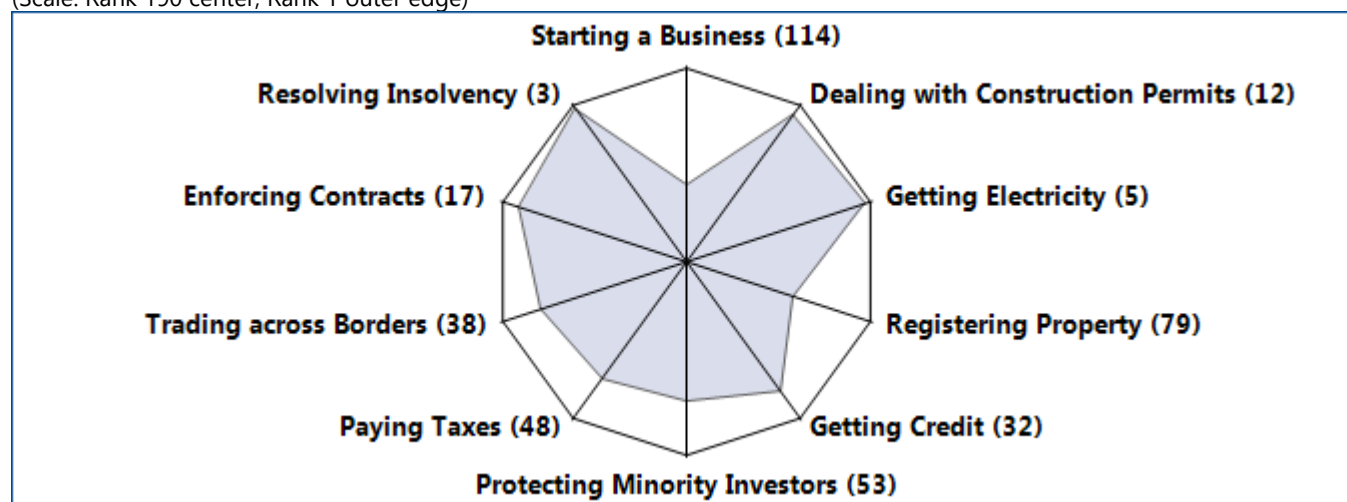 (Scale: Rank 190 center, Rank 1 outer edge)
Starting a Business (114)
Resolving Insolvency (3)
Dealing with Construction Permits (12)
Enforcing Contracts (17)
Getting Electricity (5)
Trading across Borders (38)
Registering Property (79)
Paying Taxes (48)
Getting Credit (32)
Protecting Minority Investors (53)